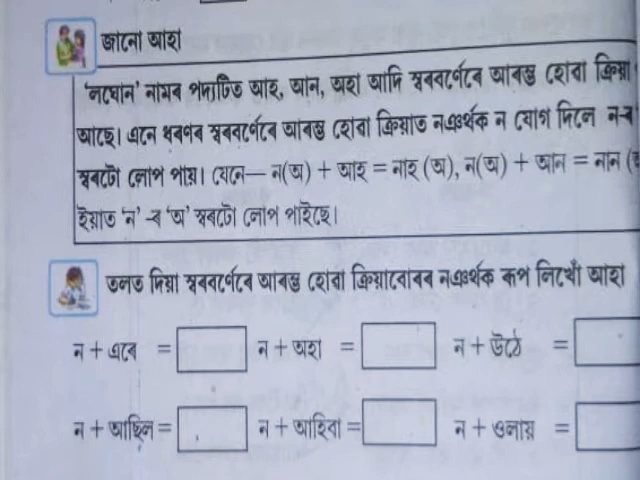 জানো আহা
'নঘোন' নামৰ পদ্যটিত আহ, আন, অহা আদি স্বৰবৰ্ণেৰে আৰম্ভ হোৱা ক্ৰিয়া
আছে। এনে ধৰণৰ স্বৰবৰ্ণেৰে আৰম্ভ হোৱা ক্ৰিয়াত নঞৰ্থক ন যোগ দিলে ন-ৰ
স্বৰটো লোপ পায়। যেনে— ন(অ) + আহ = নাহ (অ), ন(অ) + আন = নান (
ইয়াত 'ন' -ৰ 'অ' স্বৰটো লোপ পাইছে।
তলত দিয়া স্বৰবৰ্ণেৰে আৰম্ভ হোৱা ক্ৰিয়াবোৰৰ নঞৰ্থক ৰূপ লিখোঁ আহা
ন + এৰে = ন + অহা = ন + উঠে =
ন + আছিল = ন + আহিবা = ন + ওলায় =